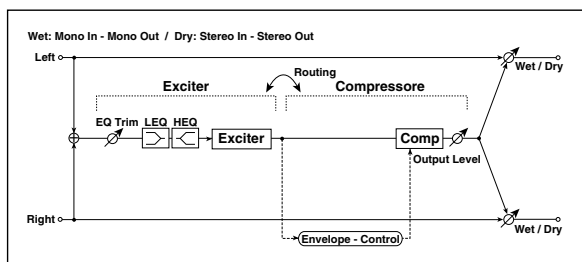 Wet: Mono In - Mono Out / Dry: Stereo In - Stereo Out
Left
Wet / Dry
Routing
Exciter
Compressore
EQ Trim
LEQ
HEQ
Exciter
Comp
Output Level
Right
Wet / Dry
Envelope - Control